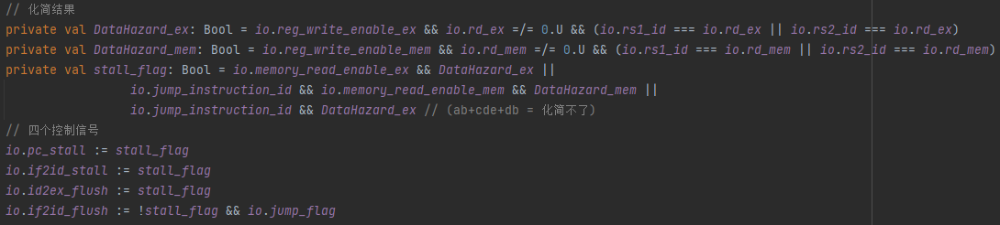 // 化简结果
private val DataHazard_ex: Bool = io.reg_write_enable_ex && io.rd_ex =/= 0.U && (io.rs1_id === io.rd_ex || io.rs2_id === io.rd_ex)
private val DataHazard_mem: Bool = io.reg_write_enable_mem && io.rd_mem =/= 0.U && (io.rs1_id === io.rd_mem || io.rs2_id === io.rd_mem)
private val stall_flag: Bool = io.memory_read_enable_ex && DataHazard_ex ||
io.jump_instruction_id && io.memory_read_enable_mem && DataHazard_mem ||
io.jump_instruction_id && DataHazard_ex // (ab+cde+db = 化简不了)
// 四个控制信号
io.pc_stall := stall_flag
io.if2id_stall := stall_flag
io.id2ex_flush := stall_flag
io.if2id_flush := !stall_flag && io.jump_flag